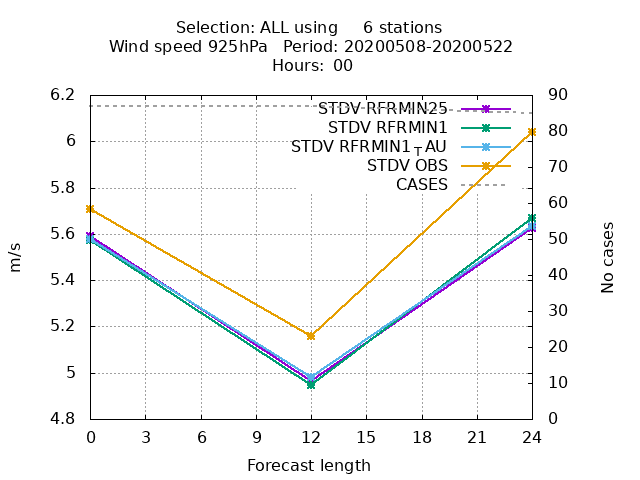 Selection: ALL using 6 stations
Wind speed 925hPa Period: 20200508-20200522
Hours: 00
6.2
6
5.8
5.6
5.4
5.2
5
4.8
m/s
90
80
70
60
50
40
30
20
10
0
No cases
STDV RFRMIN25
STDV RFRMIN1
STDV RFRMIN1_TAU
STDV OBS
CASES
0 3 6 9 12 15 18 21 24
Forecast length